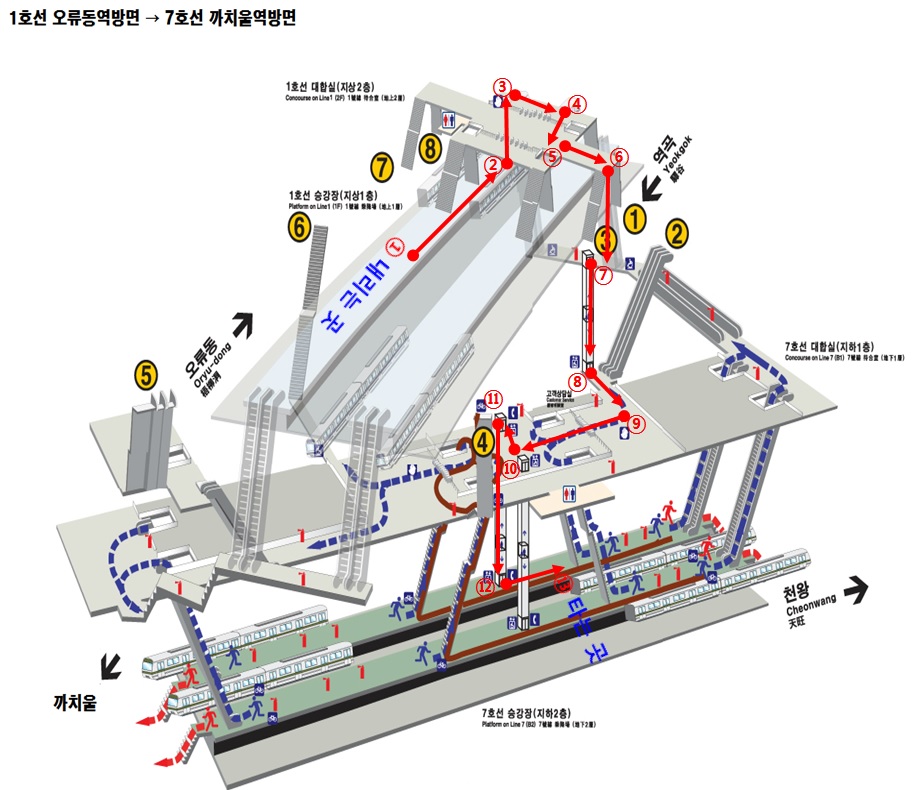 1호선 오류동역방면 → 7호선 까치울역방면
1호선 대합실(지상2층)
Concourse on Line1 (2F) 1號線 待合室 (地上2層)
③
④
⑧
8
7
②
⑤
⑥
역곡
Yeokgok
驛谷
1호선 승강장(지상1층)
Platform on Line1 (1F) 1號線 乘降場 (地上1層)
6
①
1
2
3
⑦
내리는 곳
오류동
Oryu-dong
梧柳洞
5
7호선 대합실(지하1층)
Concourse on Line7 (B1) 7號線 待合室 (地下1層)
⑧
고객상담실
⑪
⑨
4
⑩
⑫
타는 곳
천왕
Cheonwang
天旺
까치울
7호선 승강장(지하2층)
Platform on Line 7 (B2) 7號線 乘降場 (地下2層)